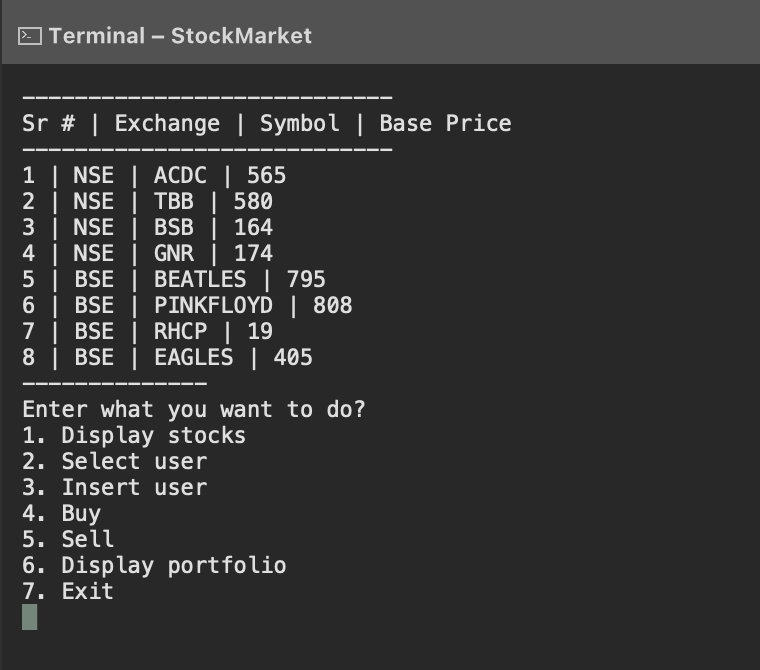 Terminal – StockMarket
----------------------------
Sr # | Exchange | Symbol | Base Price
----------------------------
1 | NSE | ACDC | 565
2 | NSE | TBB | 580
3 | NSE | BSB | 164
4 | NSE | GNR | 174
5 | BSE | BEATLES | 795
6 | BSE | PINKFLOYD | 808
7 | BSE | RHCP | 19
8 | BSE | EAGLES | 405
--------------
Enter what you want to do?
1. Display stocks
2. Select user
3. Insert user
4. Buy
5. Sell
6. Display portfolio
7. Exit